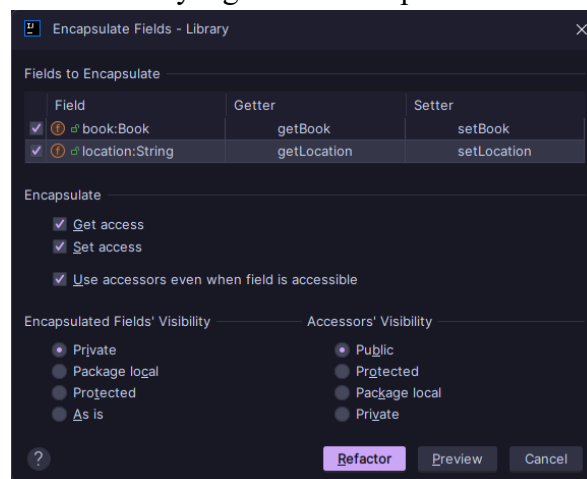 Encapsulate Fields - Library
Fields to Encapsulate
Field Getter Setter
book:Book getBook setBook
location:String getLocation setLocation
Encapsulate
Get access
Set access
Use accessors even when field is accessible
Encapsulated Fields' Visibility Accessors' Visibility
Private Public
Package local Protected
Protected Package local
As is Private
? Refactor Preview Cancel